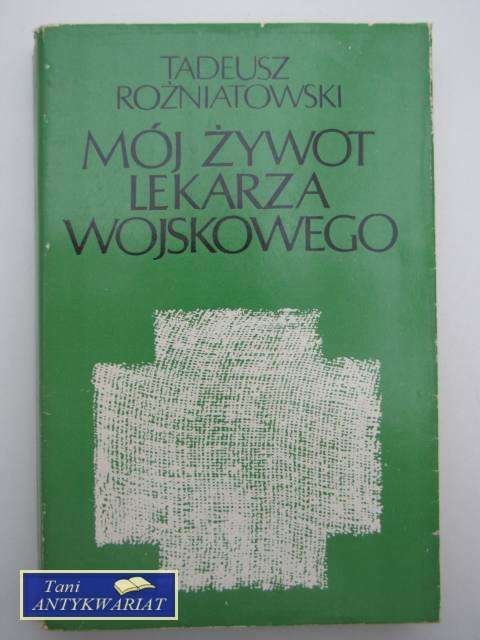 TADEUSZ
ROŻNIATOWSKI
MÓJ ŻYWOT
LEKARZA
WOJSKOWEGO
Tani
ANTYKWARIAT